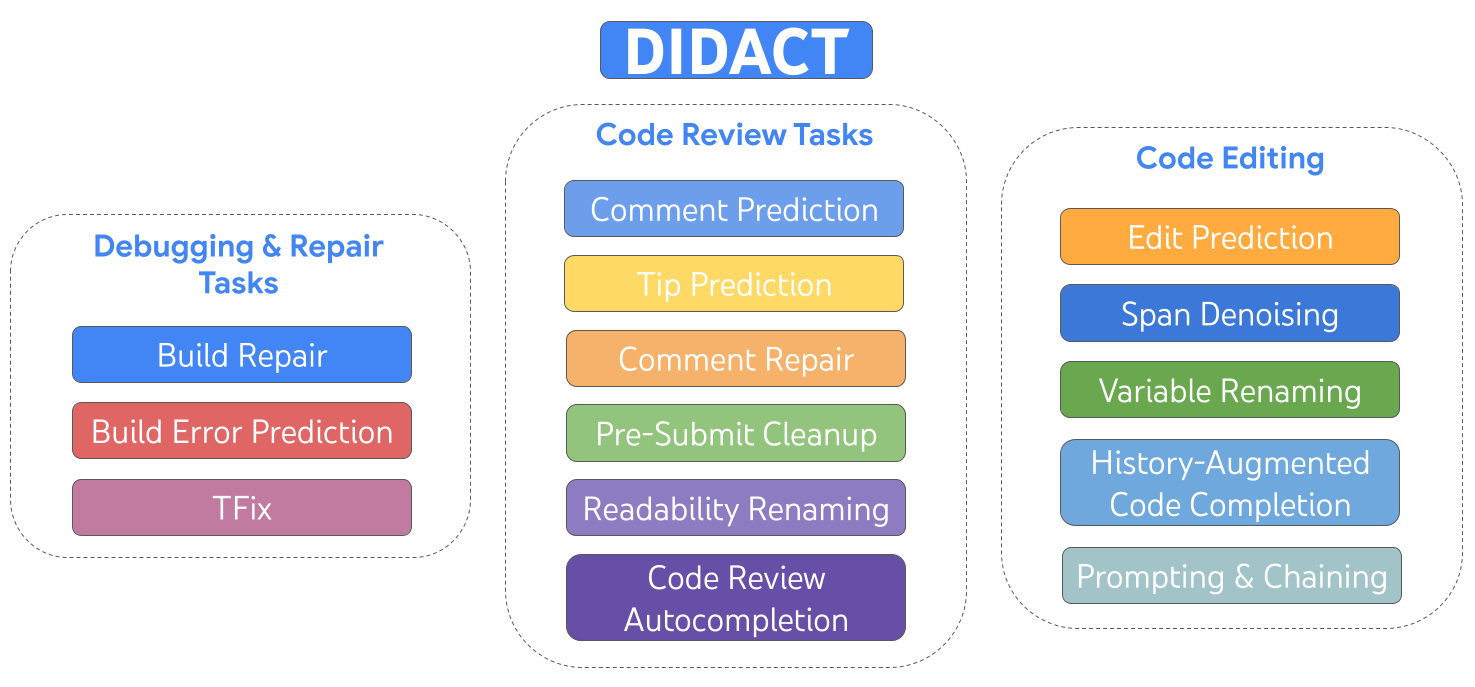 DIDACT
Debugging & Repair
Tasks
Build Repair
Build Error Prediction
TFix
Code Review Tasks
Comment Prediction
Tip Prediction
Comment Repair
Pre-Submit Cleanup
Readability Renaming
Code Review
Autocompletion
Code Editing
Edit Prediction
Span Denoising
Variable Renaming
History-Augmented
Code Completion
Prompting & Chaining